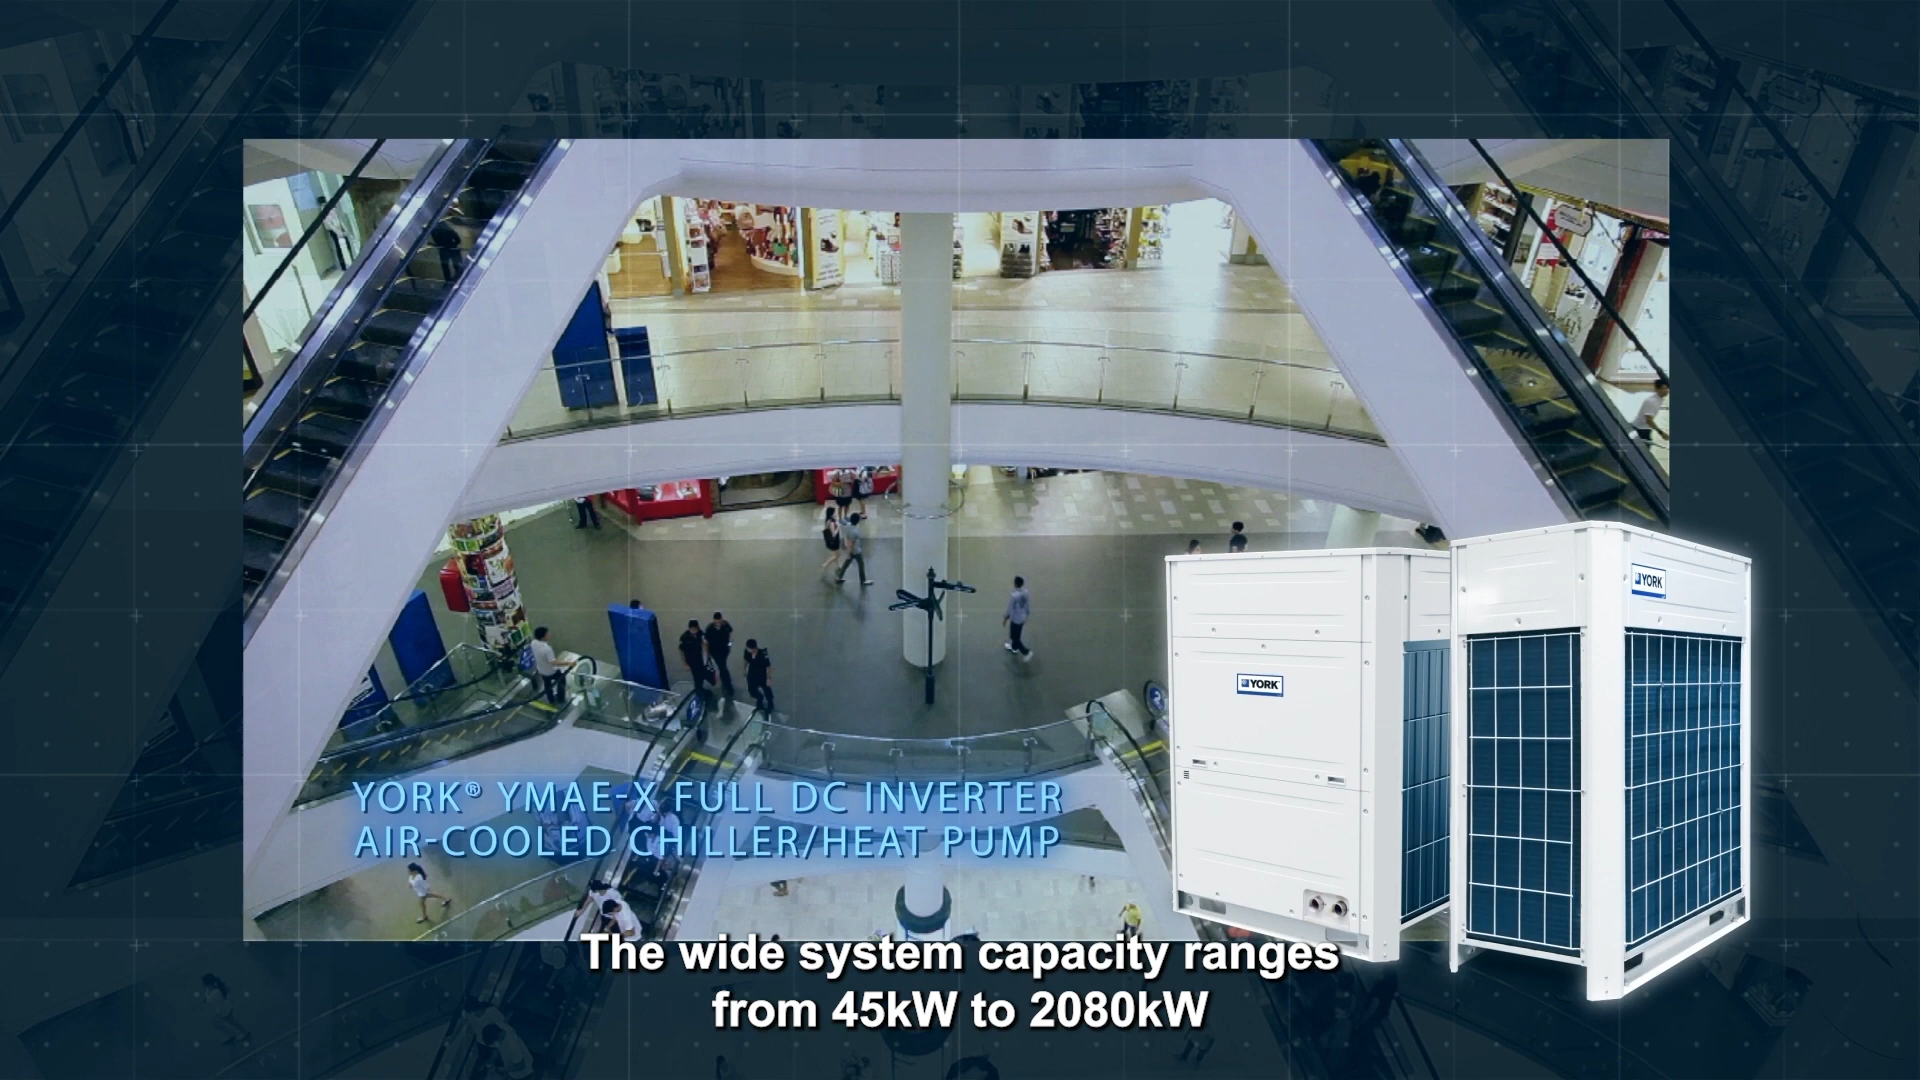 YORK
YORK
YORK® YMAE-X FULL DC INVERTER
AIR-COOLED CHILLER/HEAT PUMP
The wide system capacity ranges
from 45kW to 2080kW